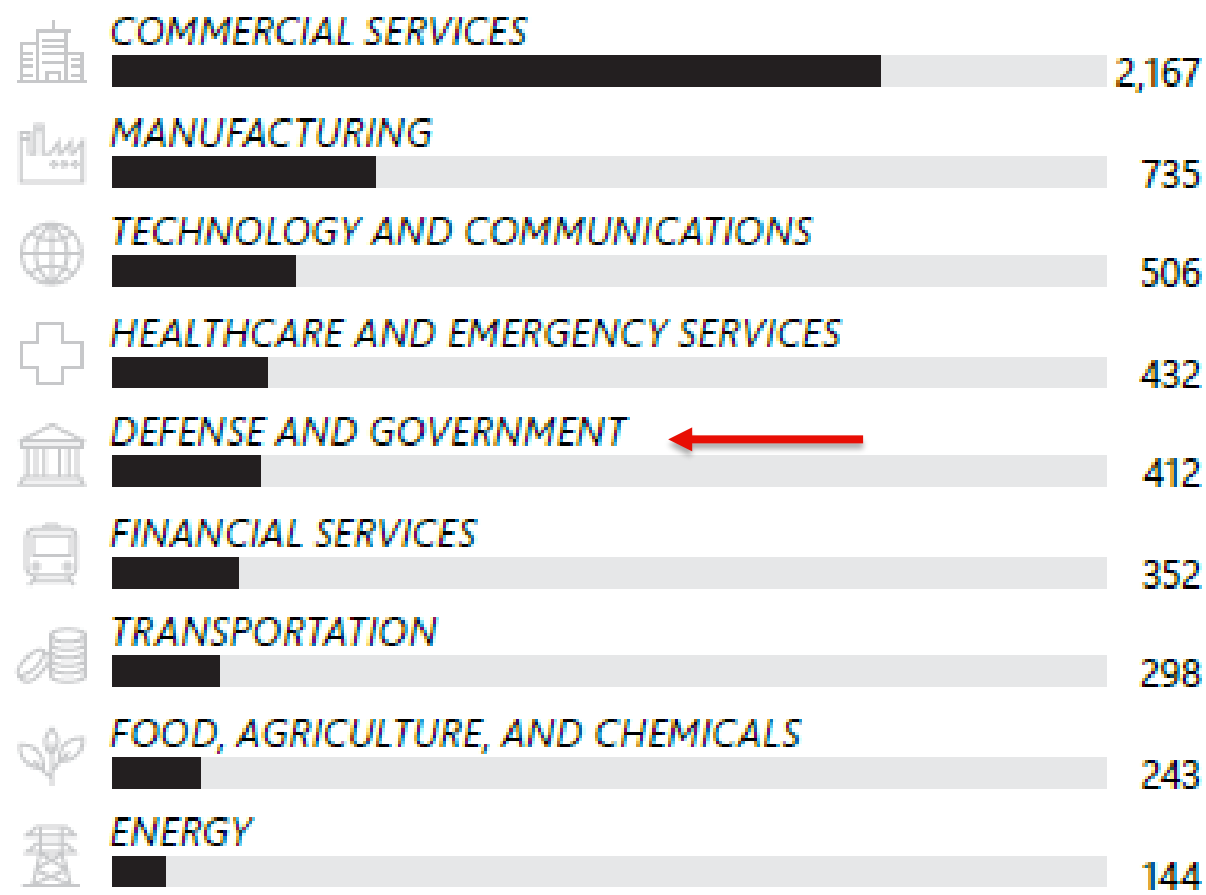 COMMERCIAL SERVICES
2,167
MANUFACTURING
735
TECHNOLOGY AND COMMUNICATIONS
506
HEALTHCARE AND EMERGENCY SERVICES
432
DEFENSE AND GOVERNMENT
412
FINANCIAL SERVICES
352
TRANSPORTATION
298
FOOD, AGRICULTURE, AND CHEMICALS
243
ENERGY
144